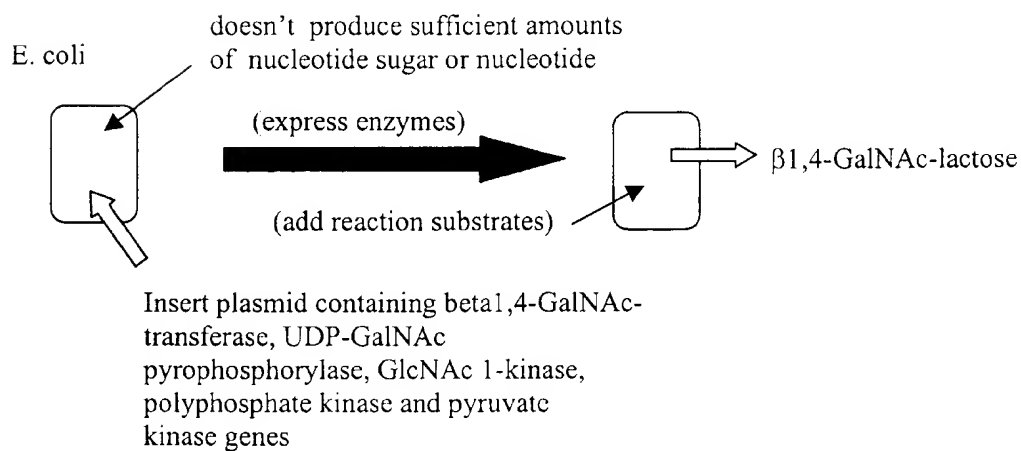 doesn't produce sufficient amounts
of nucleotide sugar or nucleotide
E. coli
(express enzymes)
β1,4-GalNAc-lactose
(add reaction substrates)
Insert plasmid containing beta1,4-GalNAc-
transferase, UDP-GalNAc
pyrophosphorylase, GlcNAc 1-kinase,
polyphosphate kinase and pyruvate
kinase genes